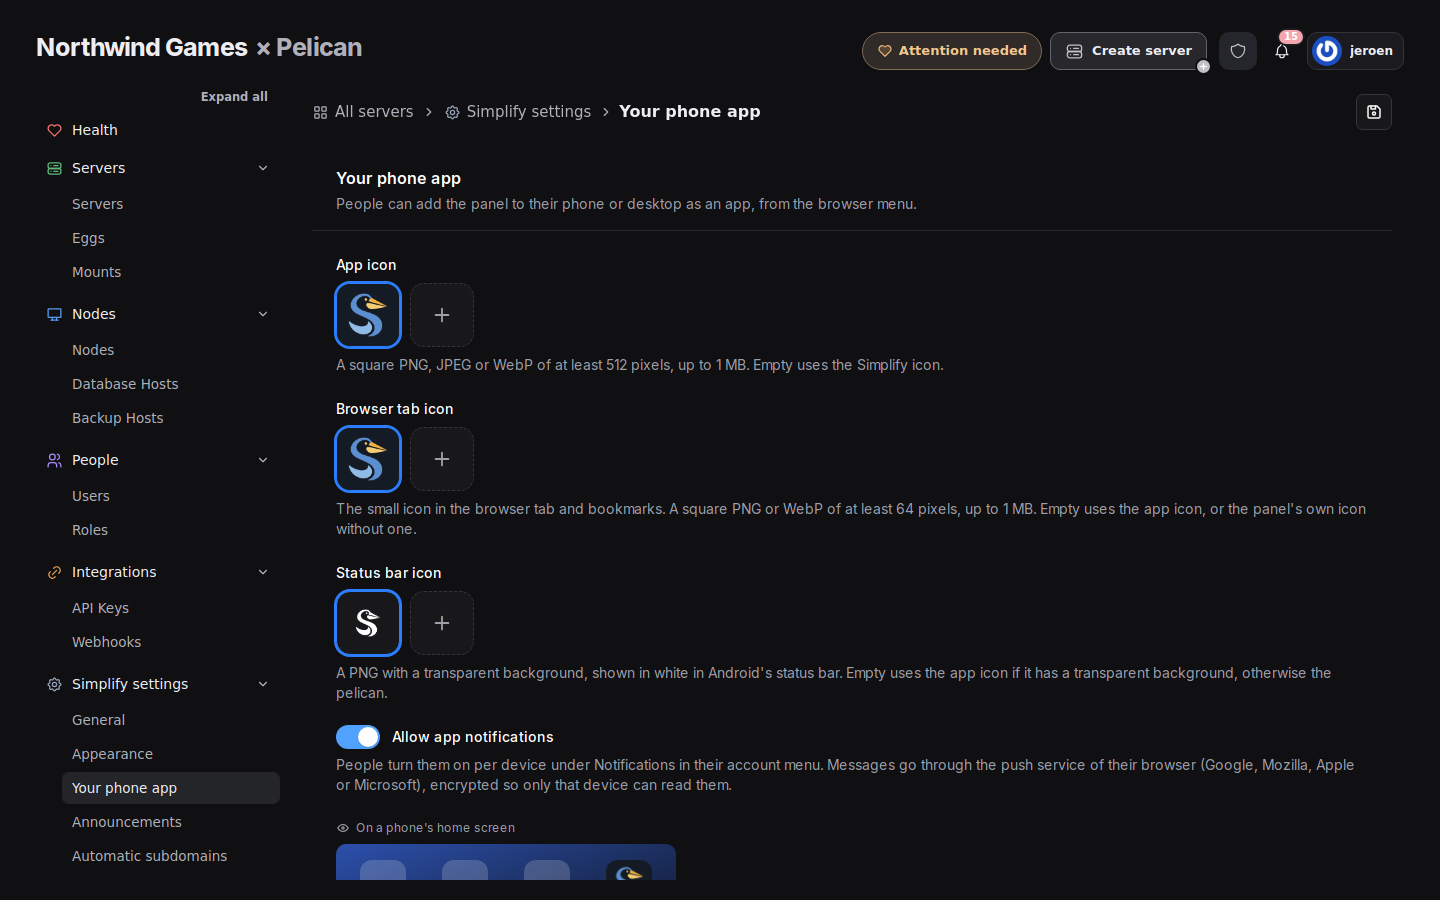 Northwind Games × Pelican
Attention needed
Create server
15
jeroen
Expand all
Health
Servers
Servers
Eggs
Mounts
Nodes
Nodes
Database Hosts
Backup Hosts
People
Users
Roles
Integrations
API Keys
Webhooks
Simplify settings
General
Appearance
Your phone app
Announcements
Automatic subdomains
All servers > Simplify settings > Your phone app
Your phone app
People can add the panel to their phone or desktop as an app, from the browser menu.
App icon
A square PNG, JPEG or WebP of at least 512 pixels, up to 1 MB. Empty uses the Simplify icon.
Browser tab icon
The small icon in the browser tab and bookmarks. A square PNG or WebP of at least 64 pixels, up to 1 MB. Empty uses the app icon, or the panel's own icon
without one.
Status bar icon
A PNG with a transparent background, shown in white in Android's status bar. Empty uses the app icon if it has a transparent background, otherwise the
pelican.
Allow app notifications
People turn them on per device under Notifications in their account menu. Messages go through the push service of their browser (Google, Mozilla, Apple
or Microsoft), encrypted so only that device can read them.
On a phone's home screen